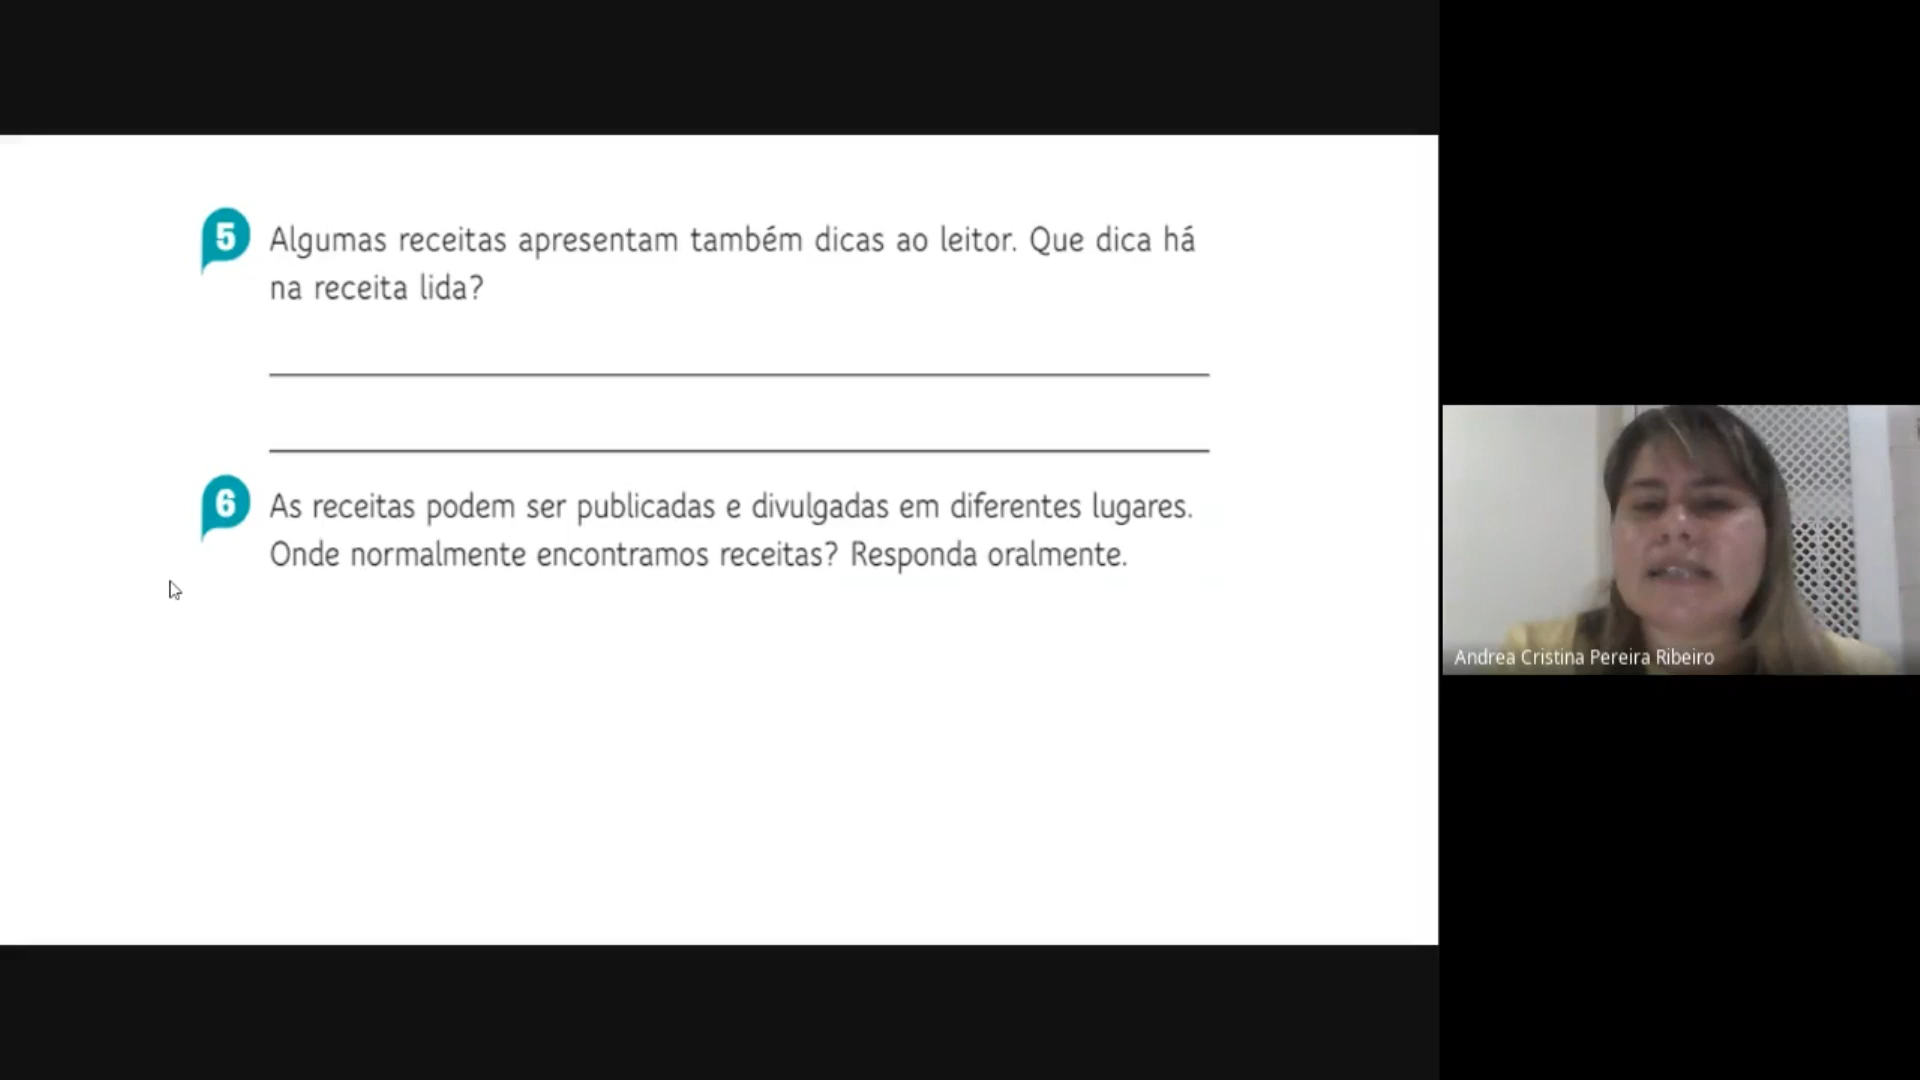 5 Algumas receitas apresentam também dicas ao leitor. Que dica há
na receita lida?
6 As receitas podem ser publicadas e divulgadas em diferentes lugares.
Onde normalmente encontramos receitas? Responda oralmente.
Andrea Cristina Pereira Ribeiro